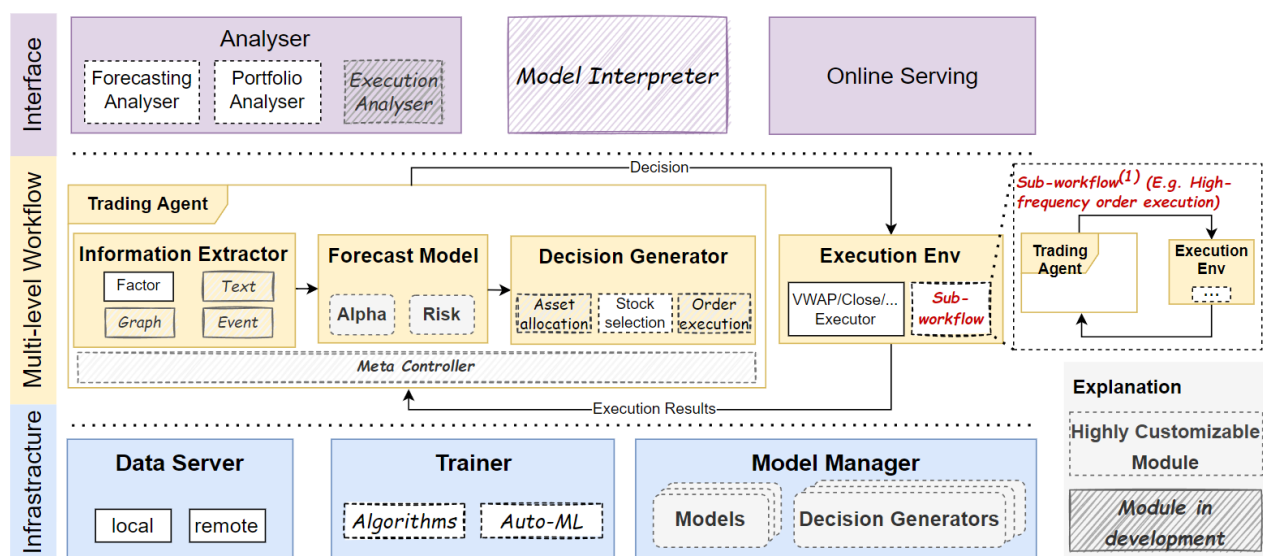 Interface
Analyser
Forecasting
Analyser
Portfolio
Analyser
Execution
Analyser
Model Interpreter
Online Serving
Multi-level Workflow
Decision
Trading Agent
Information Extractor
Factor
Text
Graph
Event
Forecast Model
Alpha
Risk
Decision Generator
Asset
allocation
Stock
selection
Order
execution
Meta Controller
Execution Env
VWAP/Close/...
Executor
Sub-
workflow
Execution Results
Sub-workflow(1) (E.g. High-
frequency order execution)
Trading
Agent
Execution
Env
...
Explanation
Highly Customizable
Module
Module in
development
Infrastracture
Data Server
local
remote
Trainer
Algorithms
Auto-ML
Model Manager
Models
Decision Generators